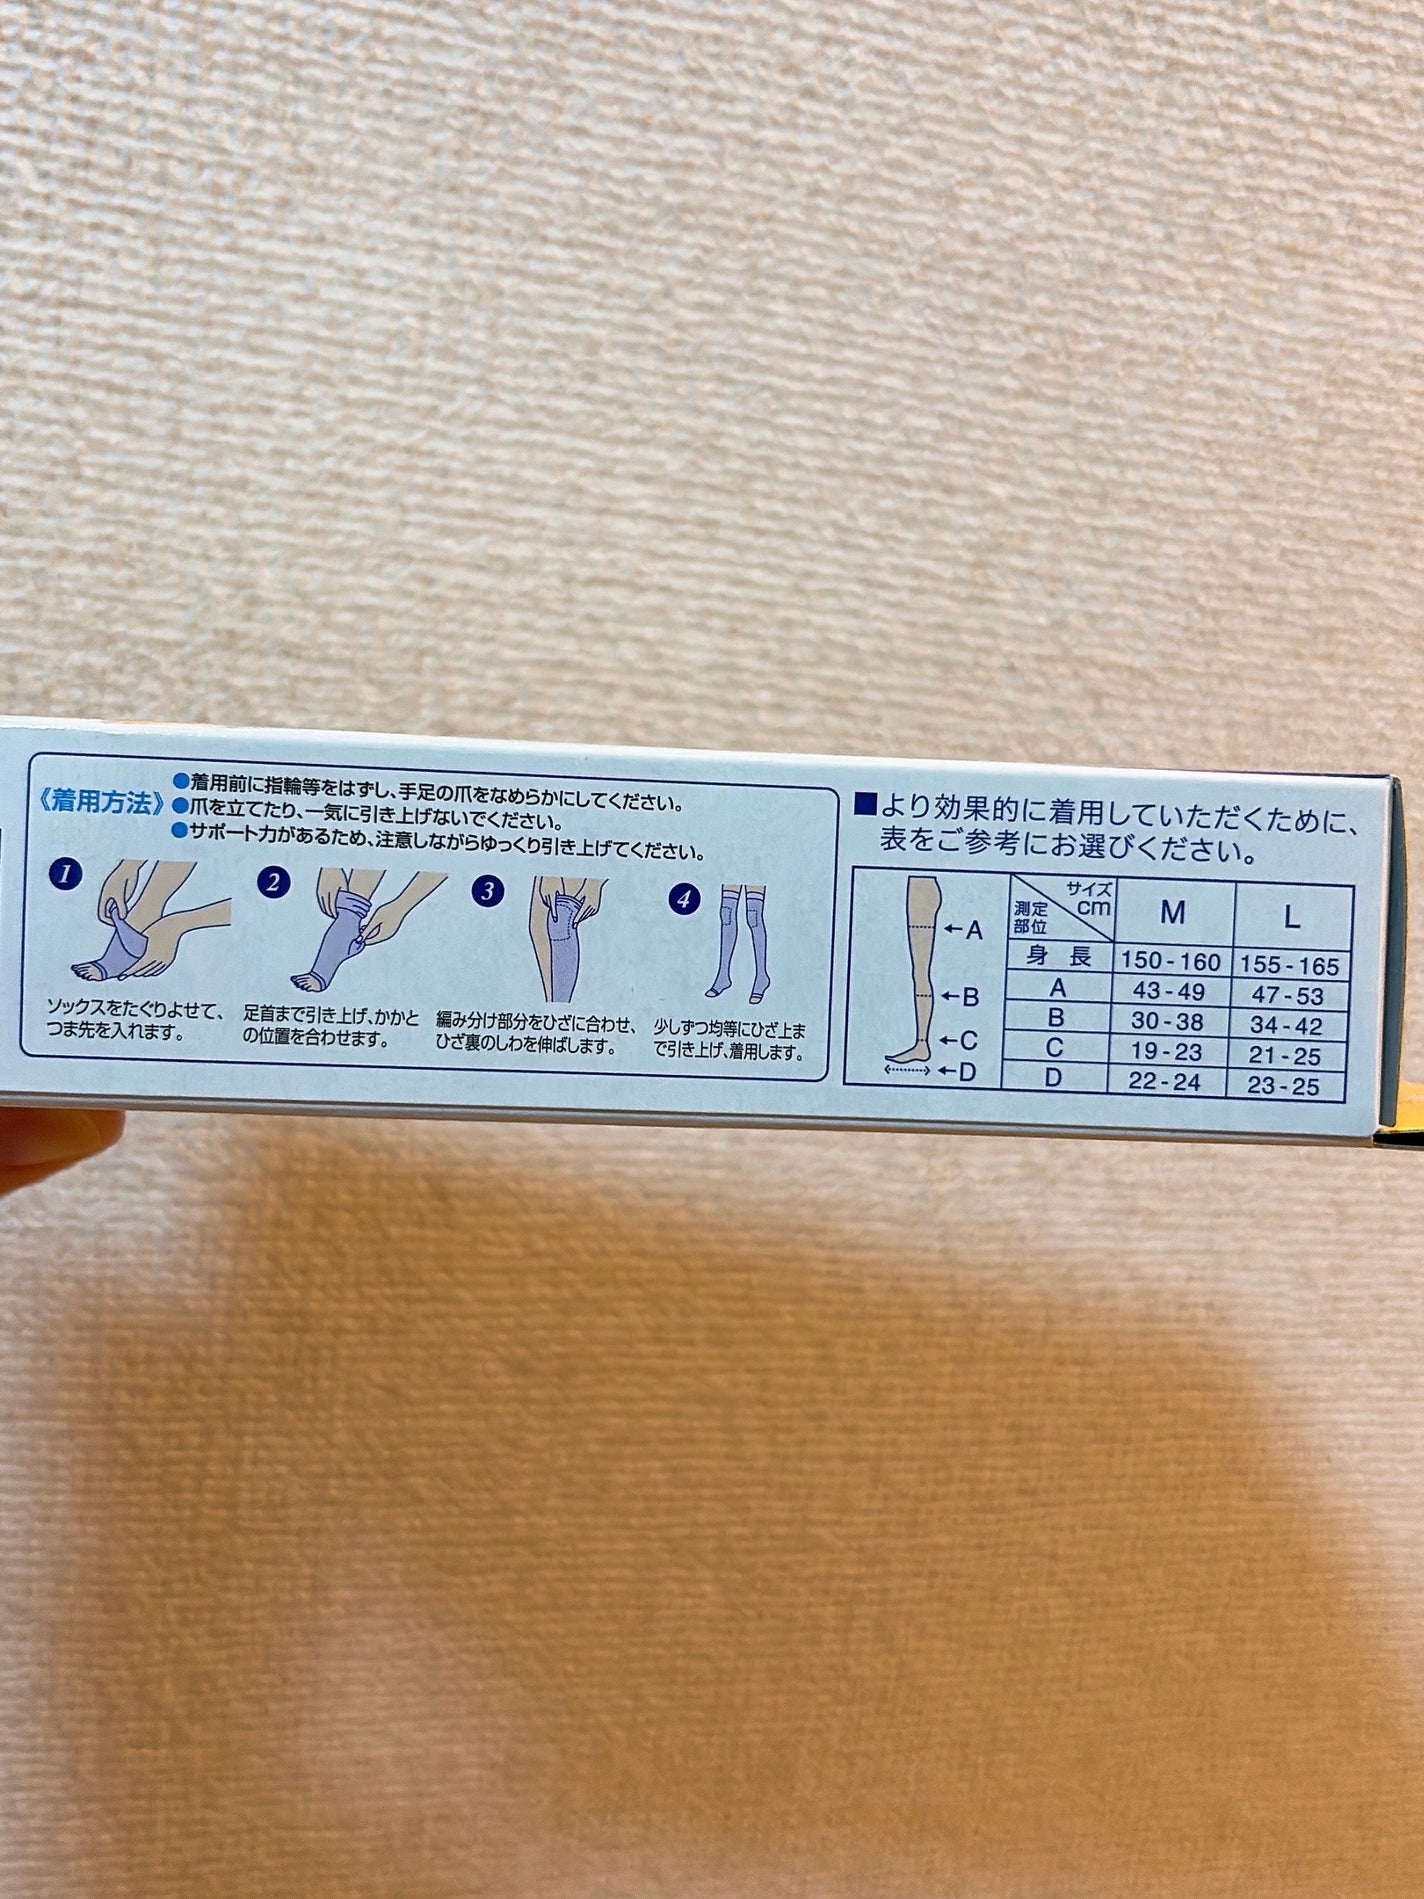 《着用方法》
●着用前に指輪等をはずし、手足の爪をなめらかにしてください。
●爪を立てたり、一気に引き上げないでください。
●サポート力があるため、注意しながらゆっくり引き上げてください。
1
ソックスをたぐりよせて、
つま先を入れます。
2
足首まで引き上げ、かかと
の位置を合わせます。
3
編み分け部分をひざに合わせ、
ひざ裏のしわを伸ばします。
4
少しずつ均等にひざ上ま
で引き上げ、着用します。
■より効果的に着用していただくために、
表をご参考にお選びください。
←A
←B
←C
←D
サイズ
cm
測定
部位
M L
身 長 150-160 155-165
A 43-49 47-53
B 30-38 34-42
C 19-23 21-25
D 22-24 23-25